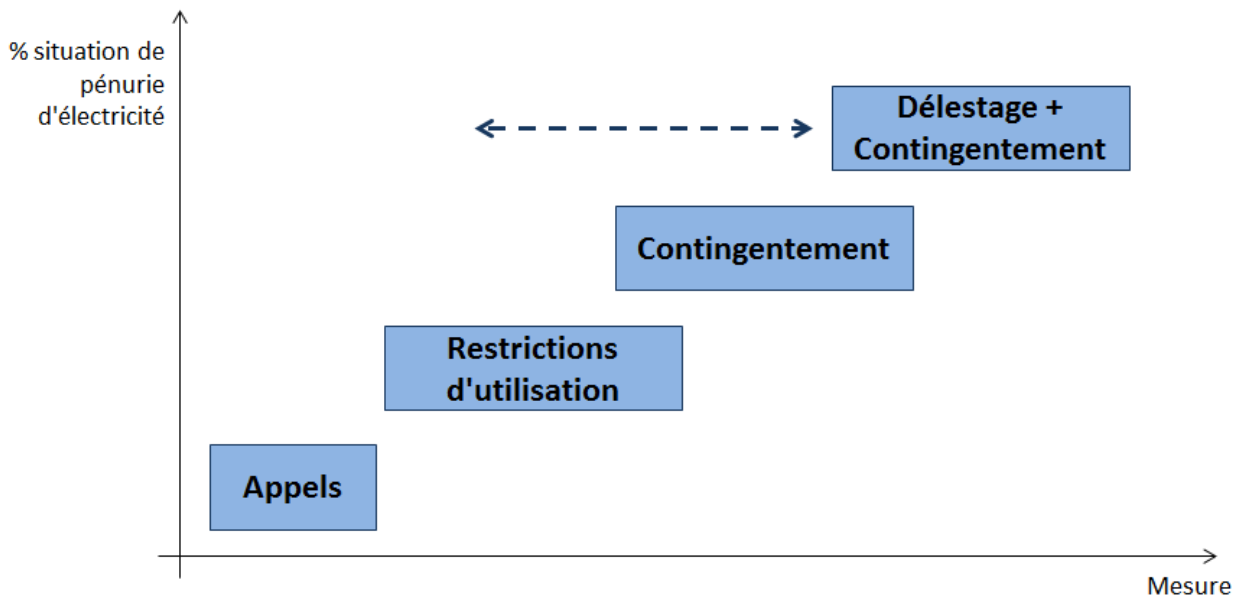 % situation de
pénurie
d'électricité
Délestage +
Contingentement
Contingentement
Restrictions
d'utilisation
Appels
Mesure